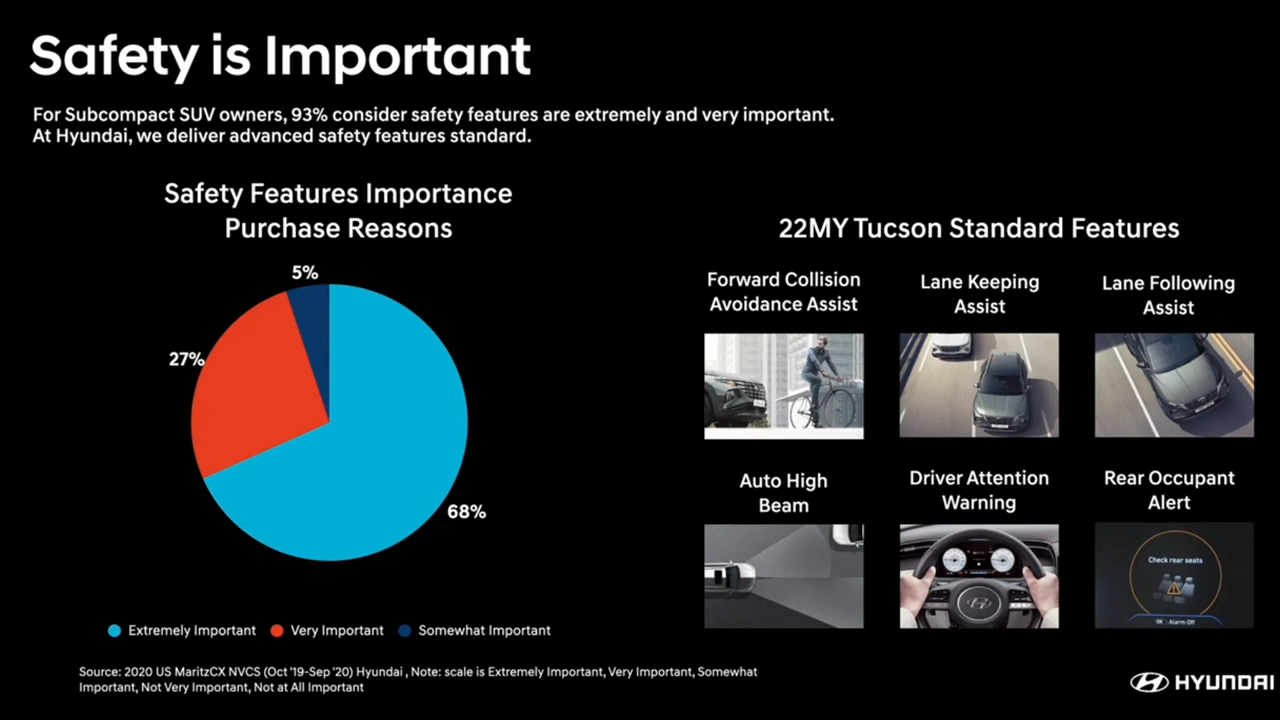 Safety is Important
For Subcompact SUV owners, 93% consider safety features are extremely and very important.
At Hyundai, we deliver advanced safety features standard.
Safety Features Importance
Purchase Reasons
5%
27%
68%
Extremely Important
Very Important
Somewhat Important
22MY Tucson Standard Features
Forward Collision
Avoidance Assist
Lane Keeping
Assist
Lane Following
Assist
Auto High
Beam
Driver Attention
Warning
Rear Occupant
Alert
Check rear seats
OK : Alarm Off
Source: 2020 US MaritzCX NVCS (Oct '19-Sep '20) Hyundai , Note: scale is Extremely Important, Very Important, Somewhat
Important, Not Very Important, Not at All Important
HYUNDAI